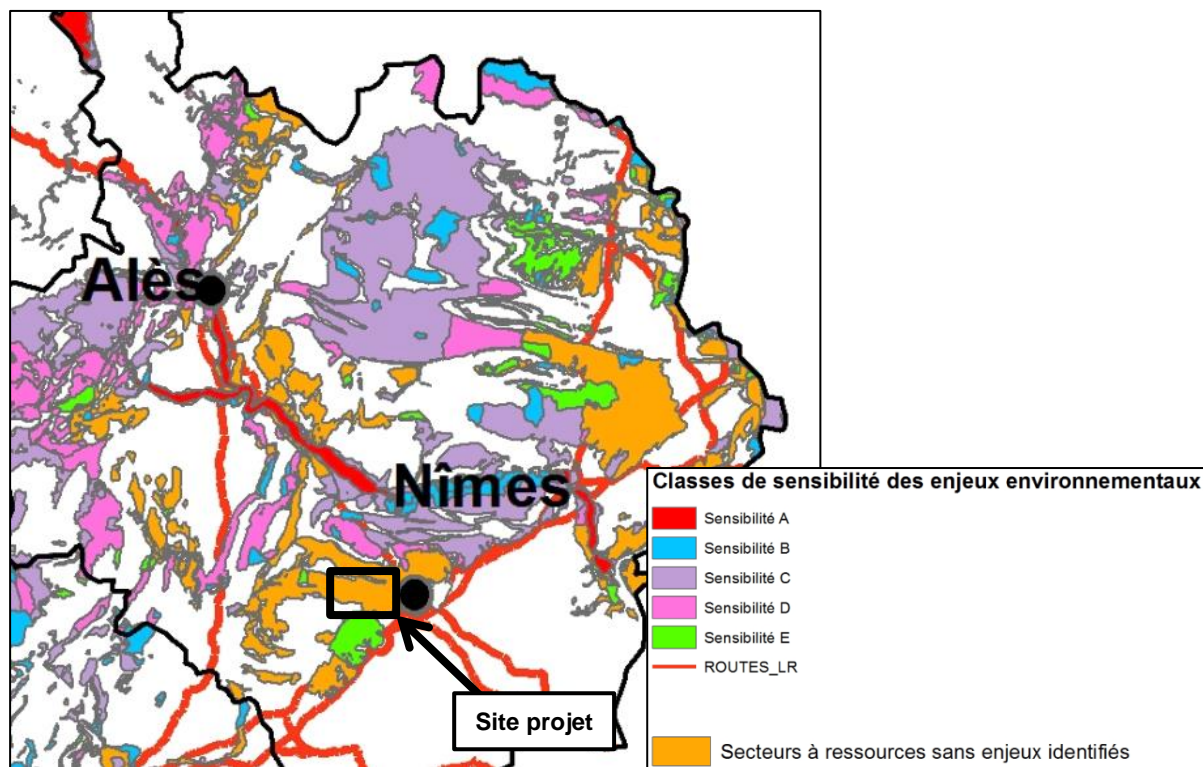 Alès
Nîmes
Site projet
Classes de sensibilité des enjeux environnementaux
Sensibilité A
Sensibilité B
Sensibilité C
Sensibilité D
Sensibilité E
ROUTES_LR
Secteurs à ressources sans enjeux identifiés